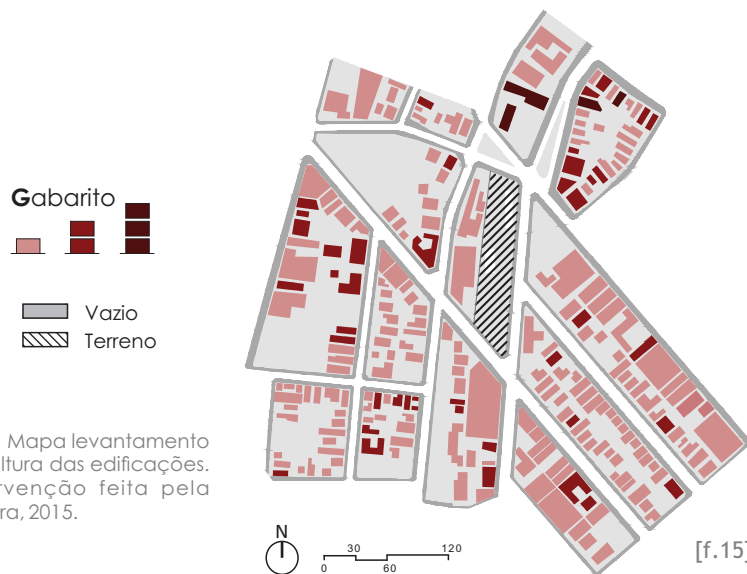 Gabarito
Vazio
Terreno
Mapa levantamento
ltura das edificações.
rvenção feita pela
ra, 2015.
N
30 120
0 60
[f.15]